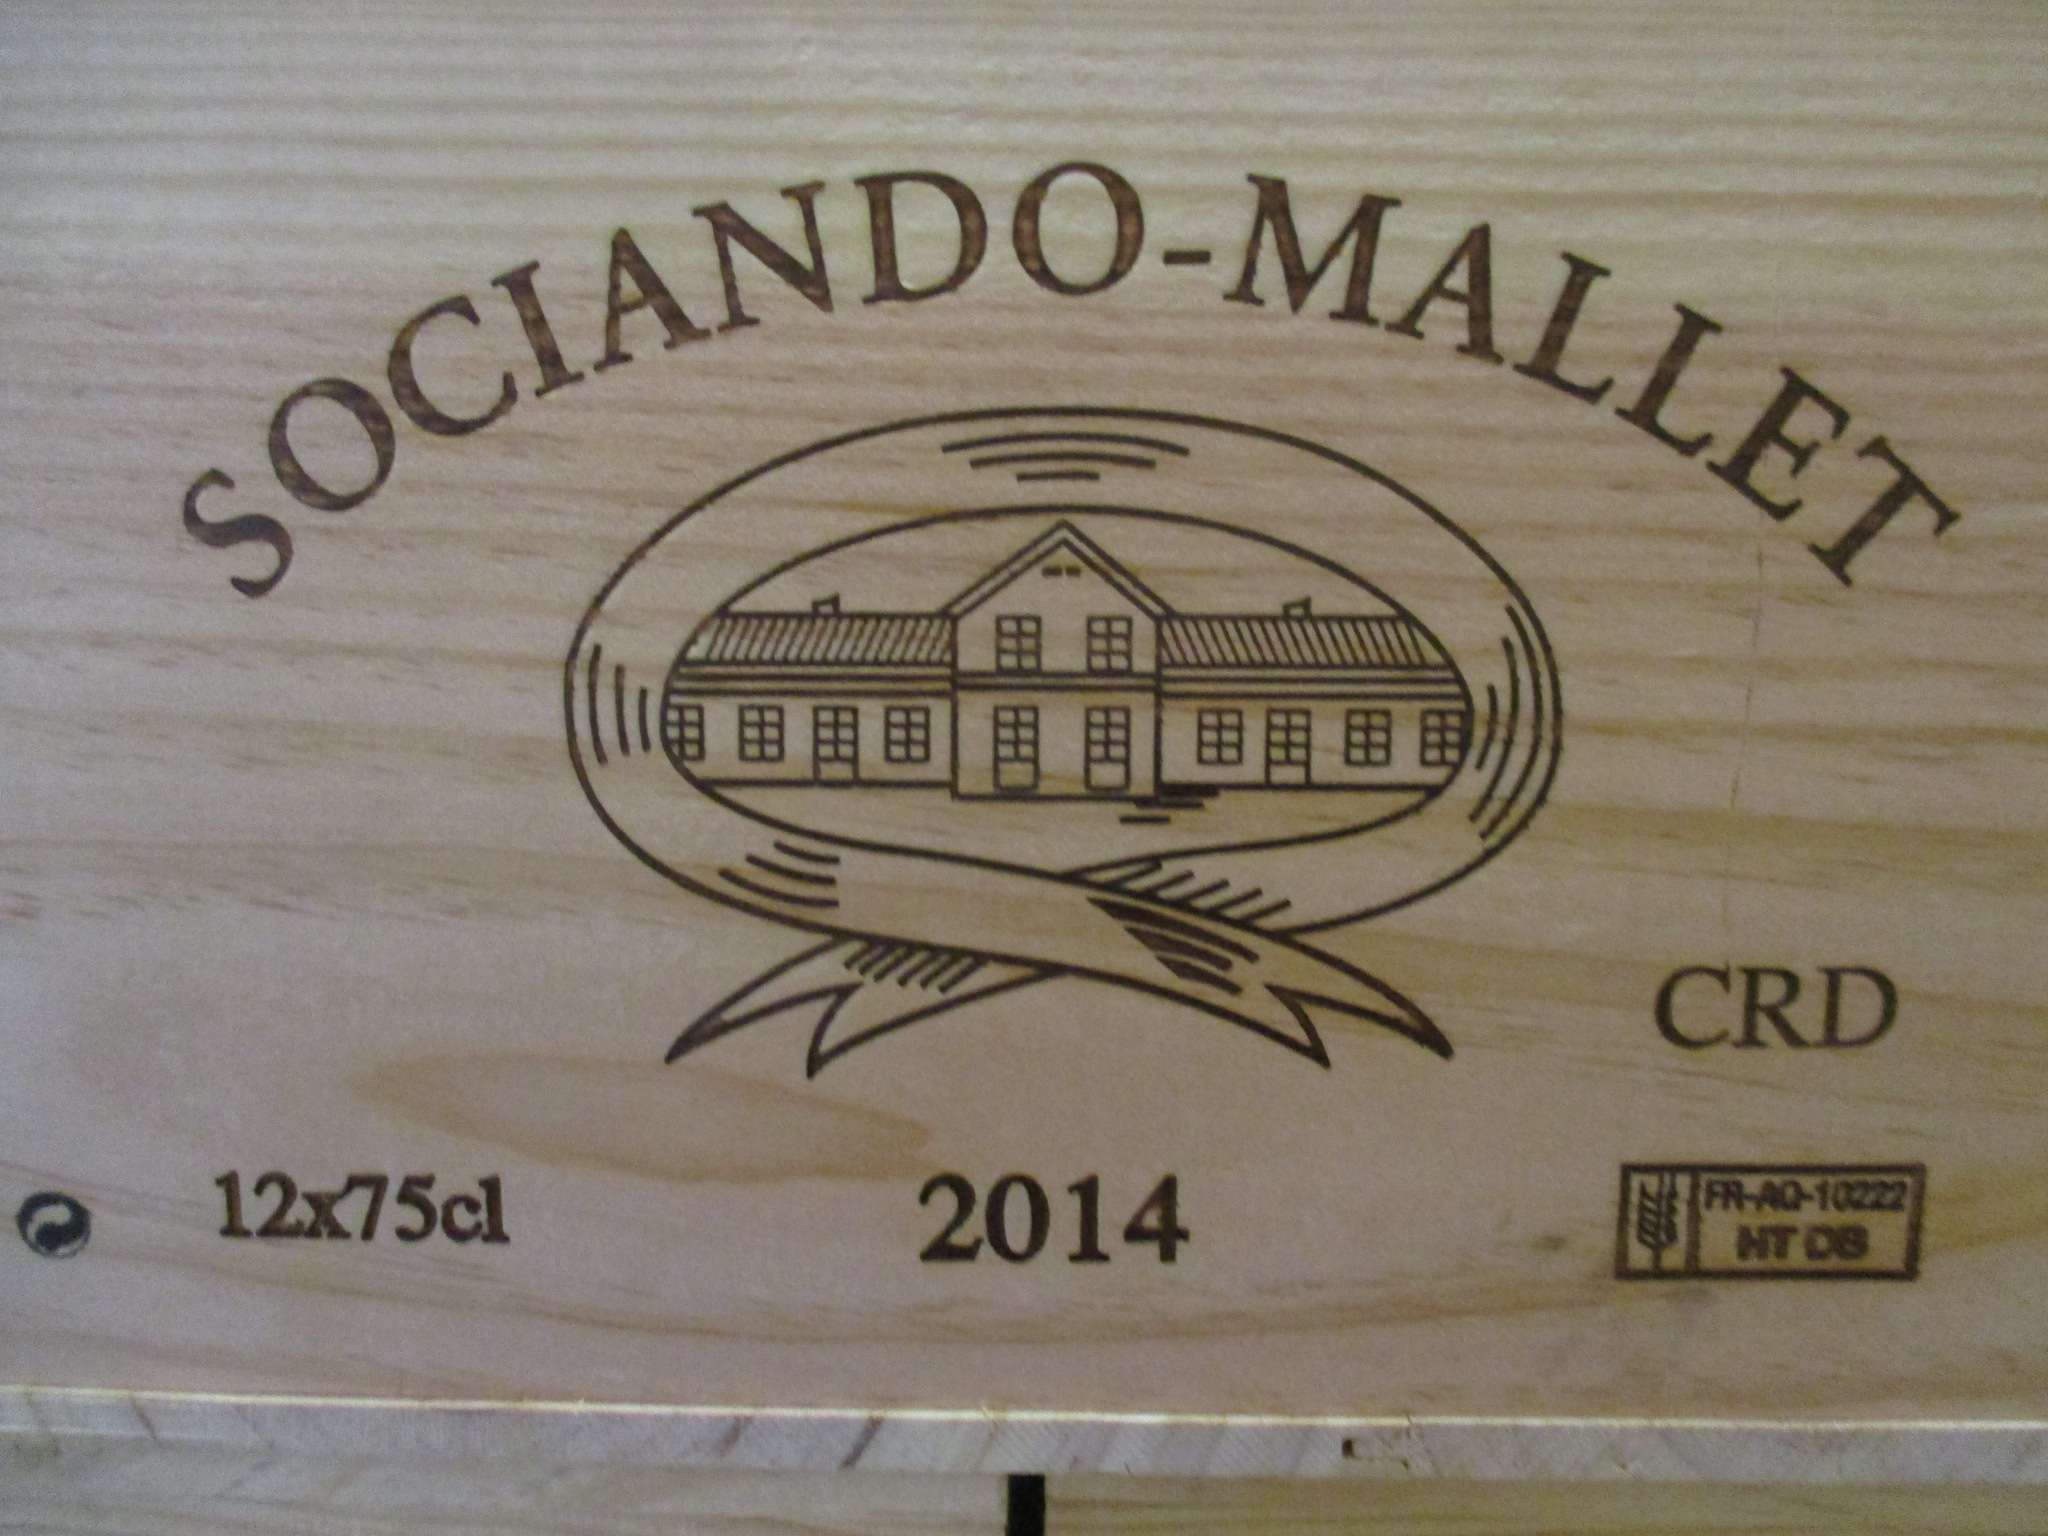 SOCIANDO-MALLET
CRD
12x75cl
2014
FR-AQ-10222
HT DB